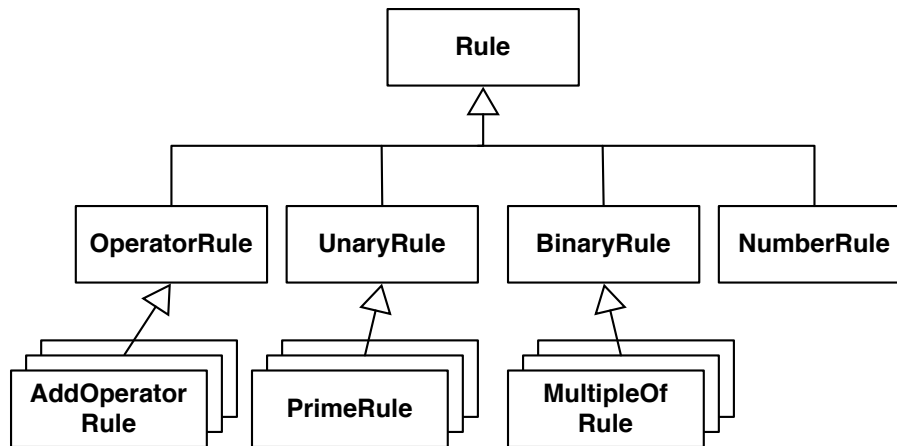 Rule
OperatorRule
UnaryRule
BinaryRule
NumberRule
AddOperator
Rule
PrimeRule
MultipleOf
Rule